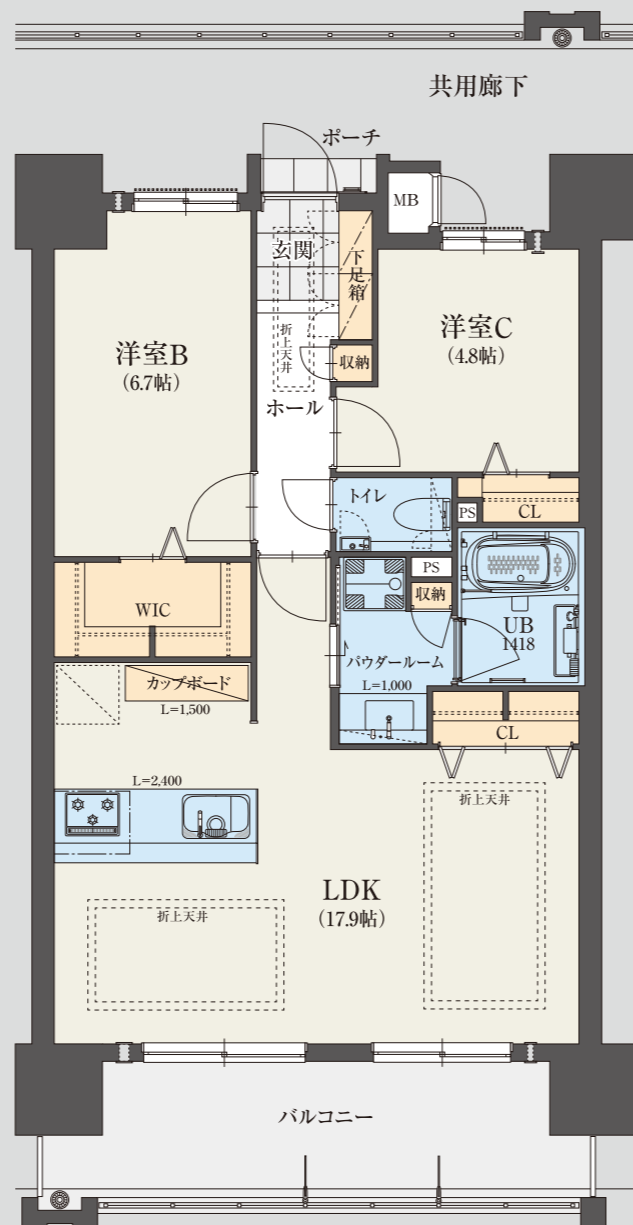 共用廊下
ポーチ
MB
玄関
下足箱
洋室B
(6.7帖)
洋室C
(4.8帖)
折上天井
収納
ホール
トイレ
PS
CL
PS
収納
WIC
UB
1418
パウダールーム
L=1,000
カップボード
L=1,500
CL
L=2,400
折上天井
LDK
(17.9帖)
折上天井
バルコニー